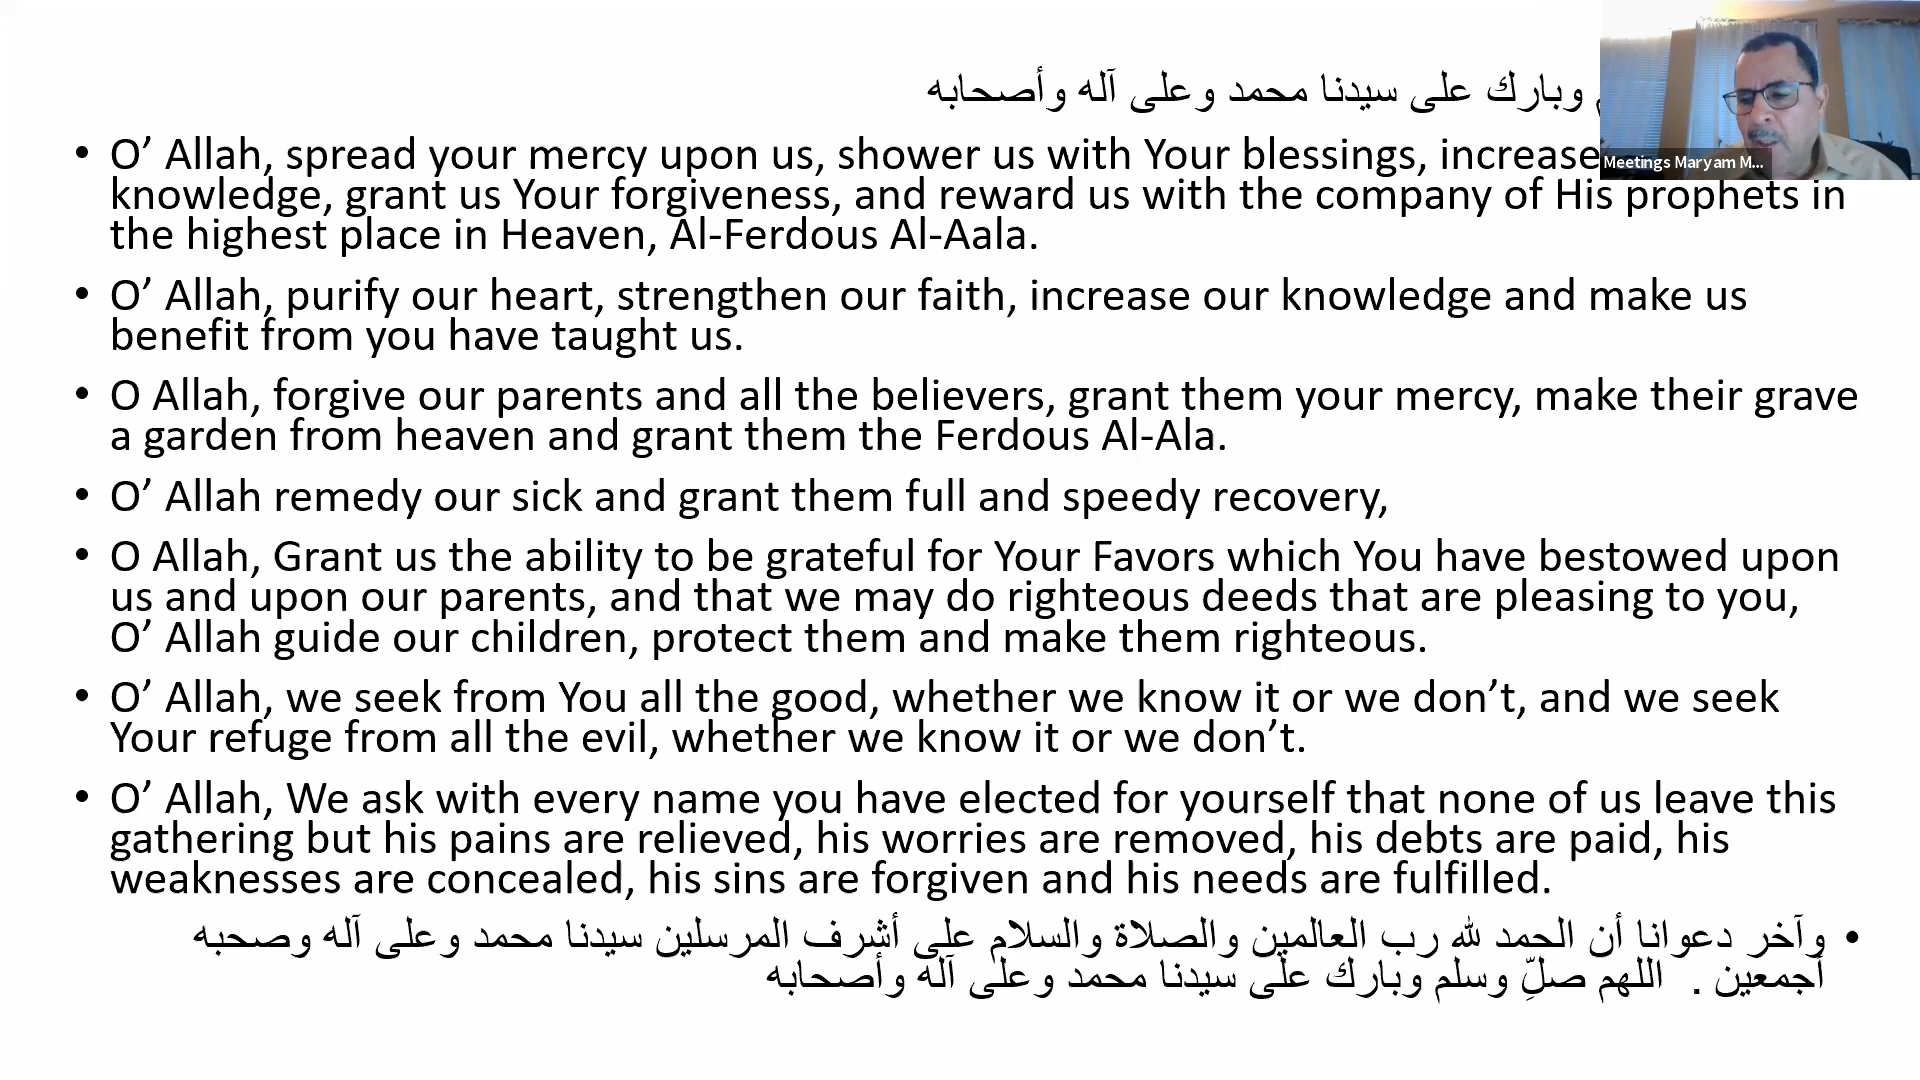 وبارك على سيدنا محمد وعلى آله وأصحابه
Meetings Maryam M...
• O’ Allah, spread your mercy upon us, shower us with Your blessings, increase
knowledge, grant us Your forgiveness, and reward us with the company of His prophets in
the highest place in Heaven, Al-Ferdous Al-Aala.
• O’ Allah, purify our heart, strengthen our faith, increase our knowledge and make us
benefit from you have taught us.
• O Allah, forgive our parents and all the believers, grant them your mercy, make their grave
a garden from heaven and grant them the Ferdous Al-Ala.
• O’ Allah remedy our sick and grant them full and speedy recovery,
• O Allah, Grant us the ability to be grateful for Your Favors which You have bestowed upon
us and upon our parents, and that we may do righteous deeds that are pleasing to you,
O’ Allah guide our children, protect them and make them righteous.
• O’ Allah, we seek from You all the good, whether we know it or we don’t, and we seek
Your refuge from all the evil, whether we know it or we don’t.
• O’ Allah, We ask with every name you have elected for yourself that none of us leave this
gathering but his pains are relieved, his worries are removed, his debts are paid, his
weaknesses are concealed, his sins are forgiven and his needs are fulfilled.
• وآخر دعوانا أن الحمد لله رب العالمين والصلاة والسلام على أشرف المرسلين سيدنا محمد وعلى آله وصحبه
أجمعين . اللهم صلِّ وسلم وبارك على سيدنا محمد وعلى آله وأصحابه